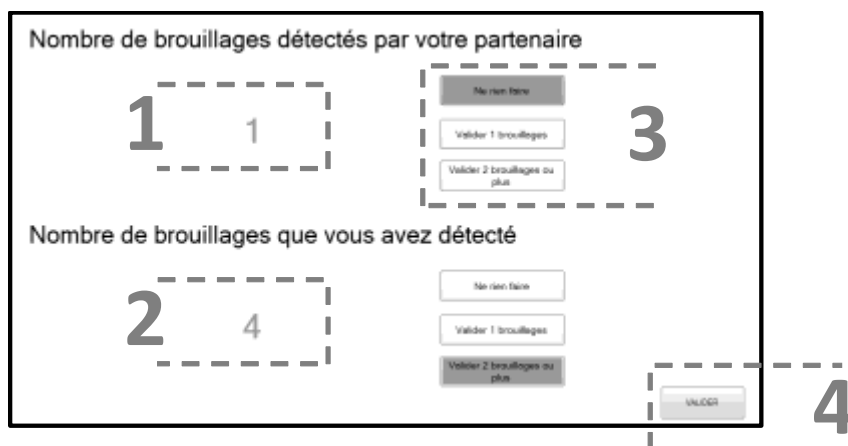 Nombre de brouillages détectés par votre partenaire
1
1
Ne rien faire
Valider 1 brouillages
Valider 2 brouillages ou
plus
3
Nombre de brouillages que vous avez détecté
2
4
Ne rien faire
Valider 1 brouillages
Valider 2 brouillages ou
plus
VALIDER
4